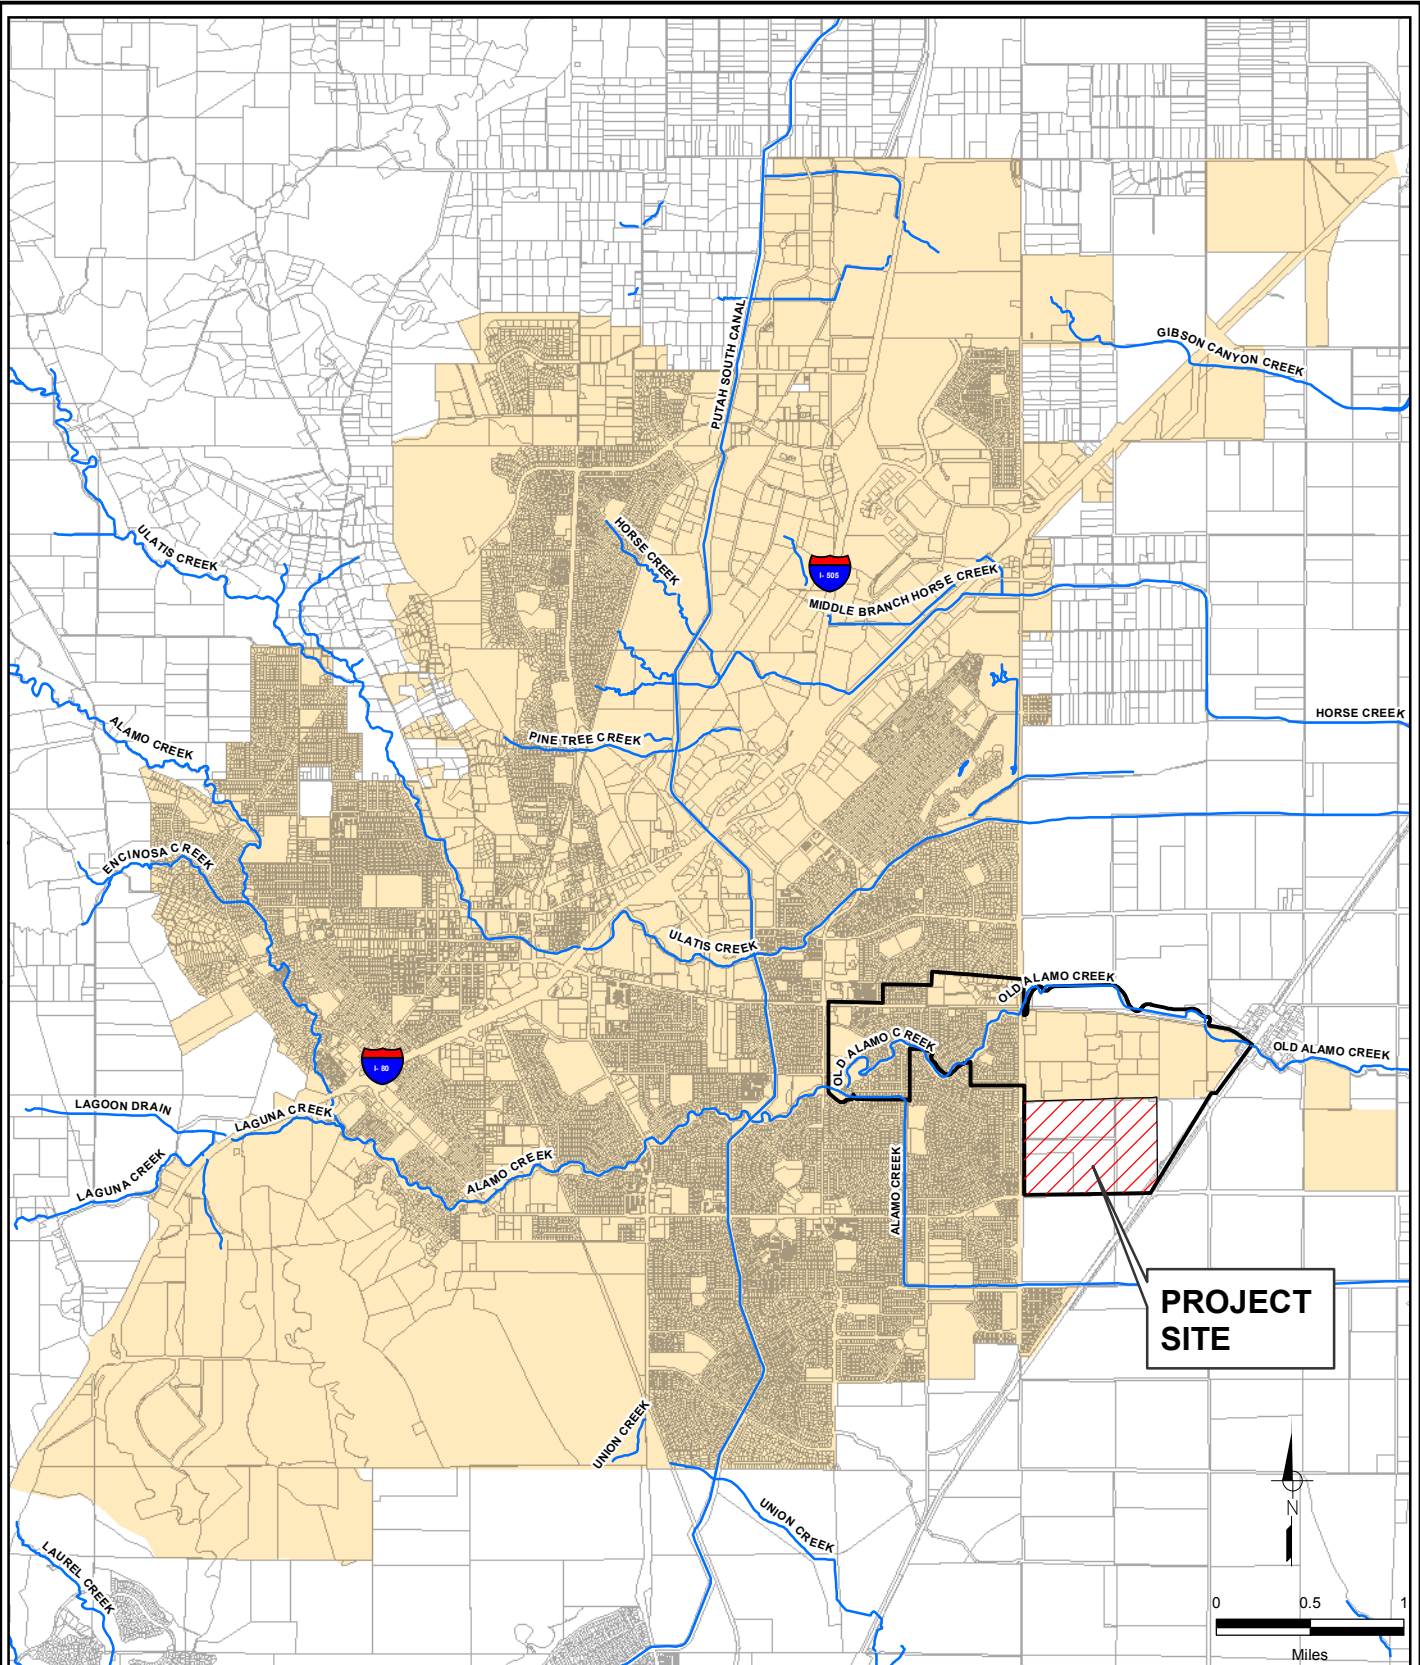 GIBSON CANYON CREEK
PUTAH SOUTH CANAL
ULATIS CREEK
HORSE CREEK
I- 505
MIDDLE BRANCH HORSE CREEK
HORSE CREEK
ALAMO CREEK
PINE TREE CREEK
ENCINOSA CREEK
ULATIS CREEK
OLD ALAMO CREEK
OLD ALAMO CREEK
OLD ALAMO CREEK
I- 80
LAGOON DRAIN
LAGUNA CREEK
LAGUNA CREEK
ALAMO CREEK
ALAMO CREEK
PROJECT
SITE
UNION CREEK
UNION CREEK
LAUREL CREEK
N
0 0.5 1
Miles